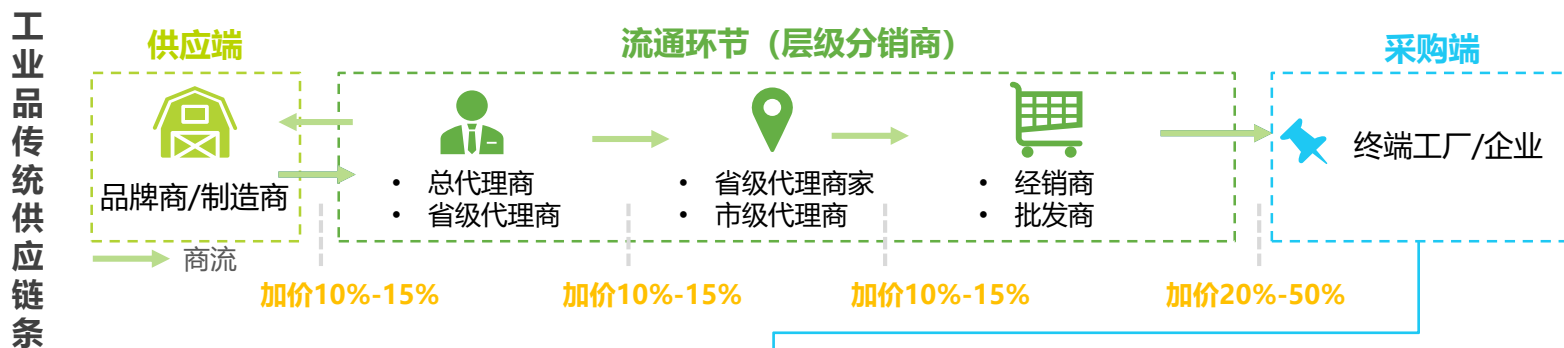 工业品传统供应链条
供应端
流通环节（层级分销商）
采购端
品牌商/制造商
• 总代理商
• 省级代理商
• 省级代理商家
• 市级代理商
• 经销商
• 批发商
终端工厂/企业
商流
加价10%-15%
加价10%-15%
加价10%-15%
加价20%-50%